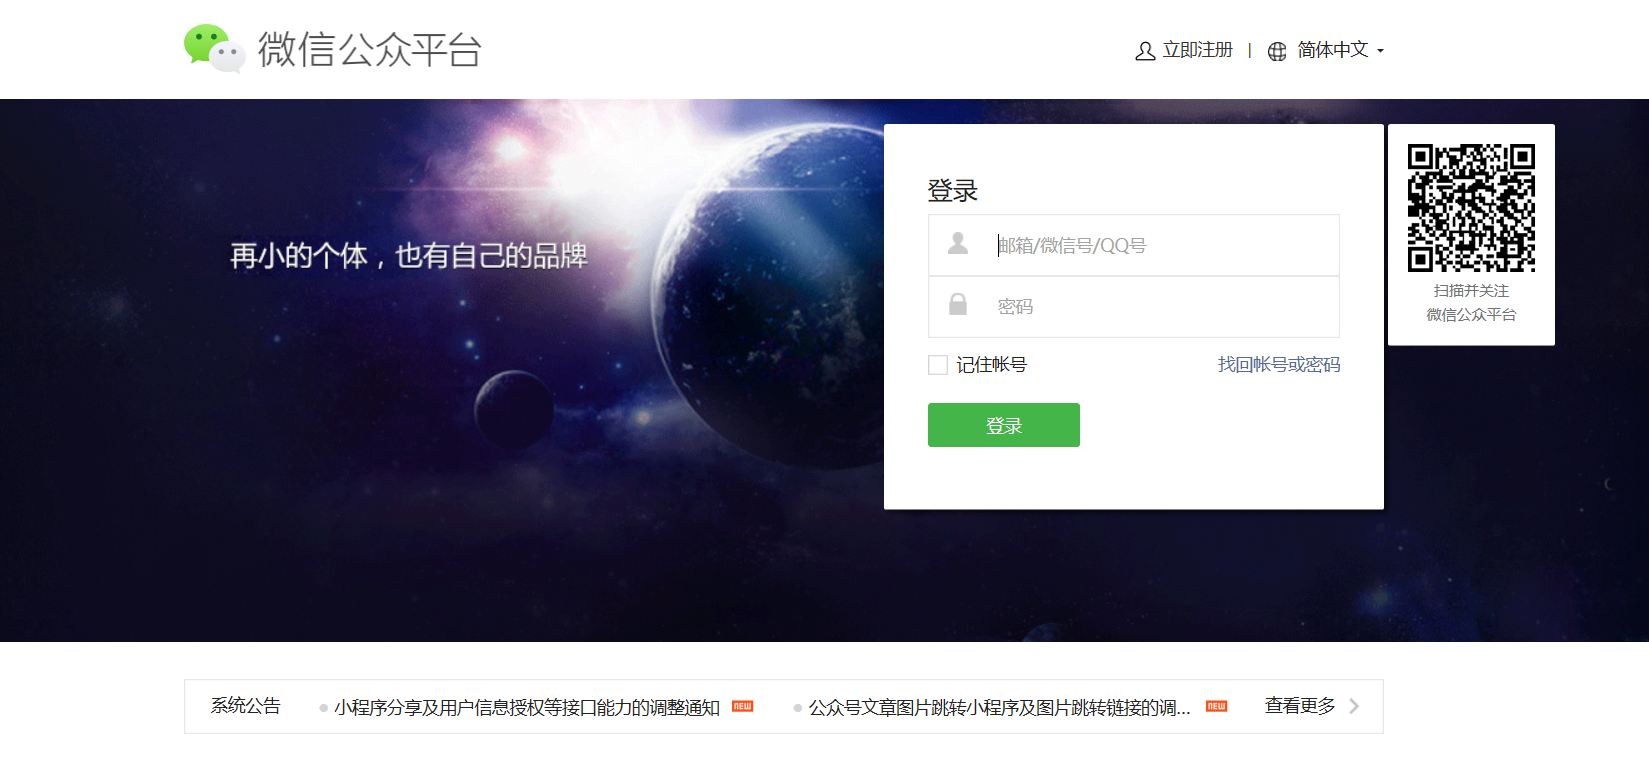 微信公众平台
立即注册 | 简体中文
再小的个体，也有自己的品牌
登录
邮箱/微信号/QQ号
密码
记住帐号 找回帐号或密码
登录
扫描并关注
微信公众平台
系统公告 小程序分享及用户信息授权等接口能力的调整通知 NEW 公众号文章图片跳转小程序及图片跳转链接的调... NEW 查看更多